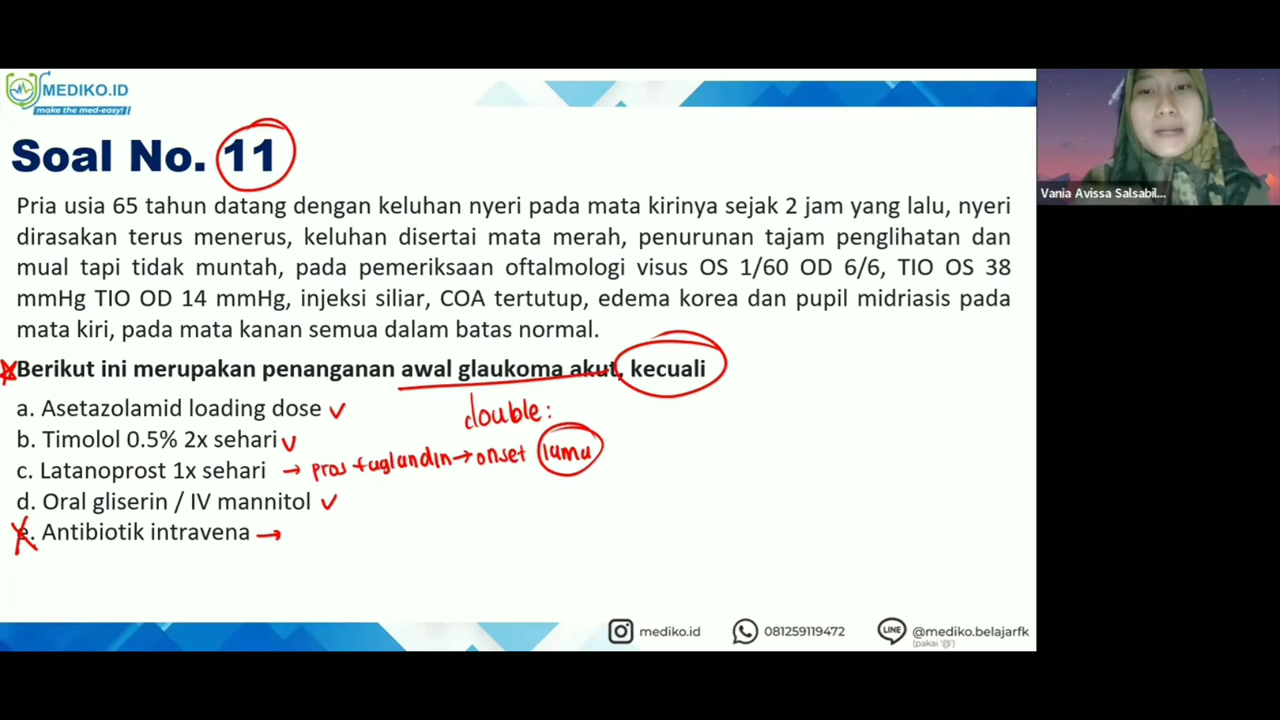 MEDIKO.ID
make the med-easy!
Soal No. 11
Pria usia 65 tahun datang dengan keluhan nyeri pada mata kirinya sejak 2 jam yang lalu, nyeri
dirasakan terus menerus, keluhan disertai mata merah, penurunan tajam penglihatan dan
mual tapi tidak muntah, pada pemeriksaan oftalmologi visus OS 1/60 OD 6/6, TIO OS 38
mmHg TIO OD 14 mmHg, injeksi siliar, COA tertutup, edema korea dan pupil midriasis pada
mata kiri, pada mata kanan semua dalam batas normal.
Berikut ini merupakan penanganan awal glaukoma akut, kecuali
a. Asetazolamid loading dose
double:
b. Timolol 0.5% 2x sehari
c. Latanoprost 1x sehari → prostaglandin → onset lama
d. Oral gliserin / IV mannitol
e. Antibiotik intravena →
mediko.id
081259119472
LINE
@mediko.belajarfk
(pakai '@')
Vania Avissa Salsabil...